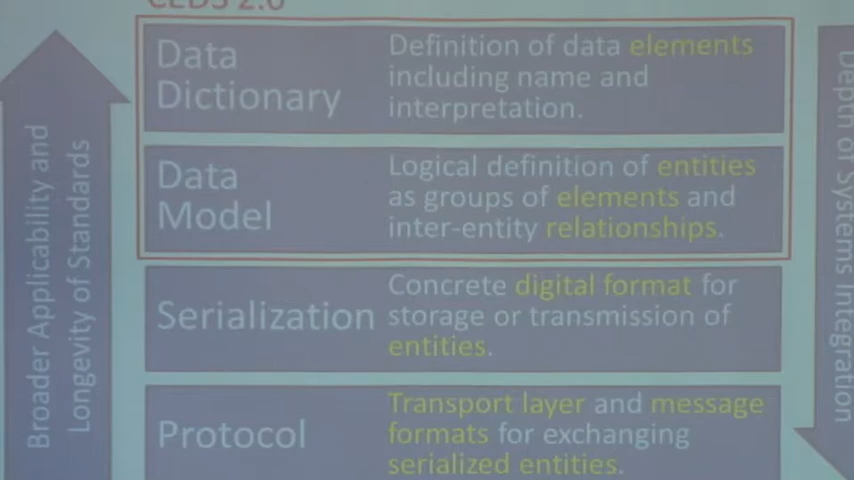 CEDS 2.0
Data
Dictionary
Definition of data elements
including name and
interpretation.
Data
Model
Logical definition of entities
as groups of elements and
inter-entity relationships.
Serialization
Concrete digital format for
storage or transmission of
entities.
Protocol
Transport layer and message
formats for exchanging
serialized entities.
Broader Applicability and
Longevity of Standards
Depth of Systems Integration